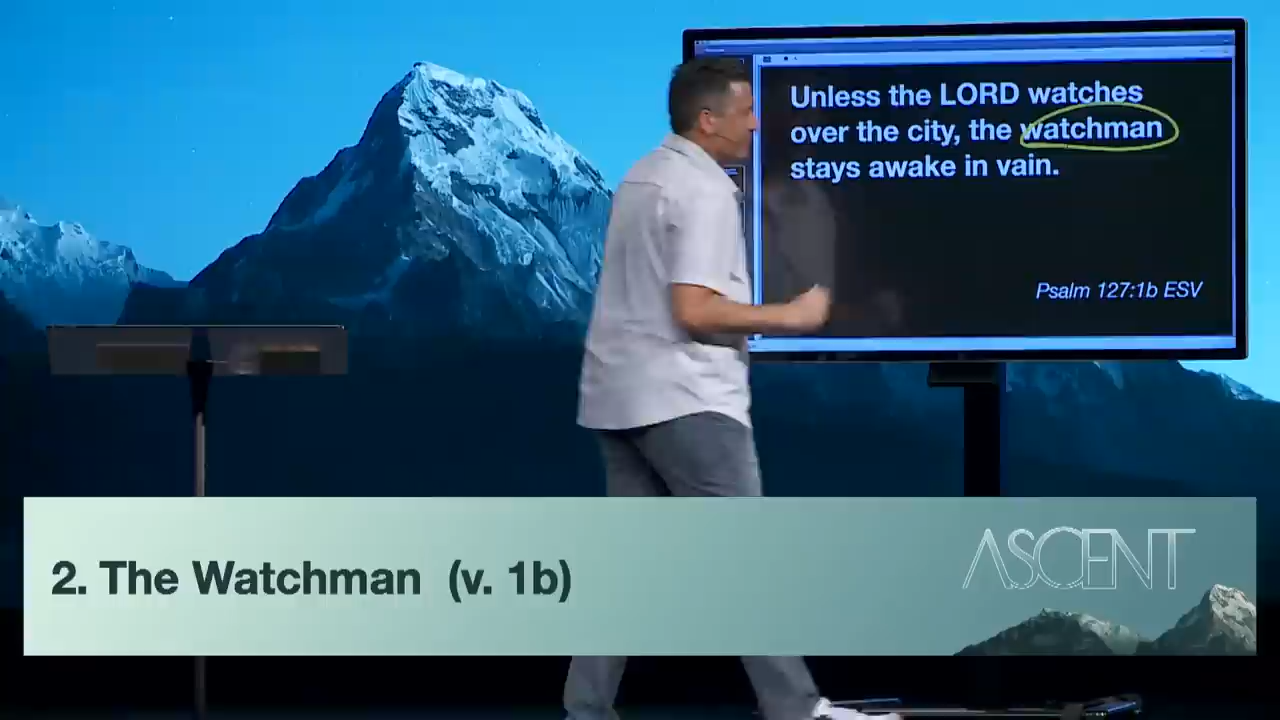 Unless the LORD watches
over the city, the watchman
stays awake in vain.
Psalm 127:1b ESV
2. The Watchman (v. 1b)
ASCENT